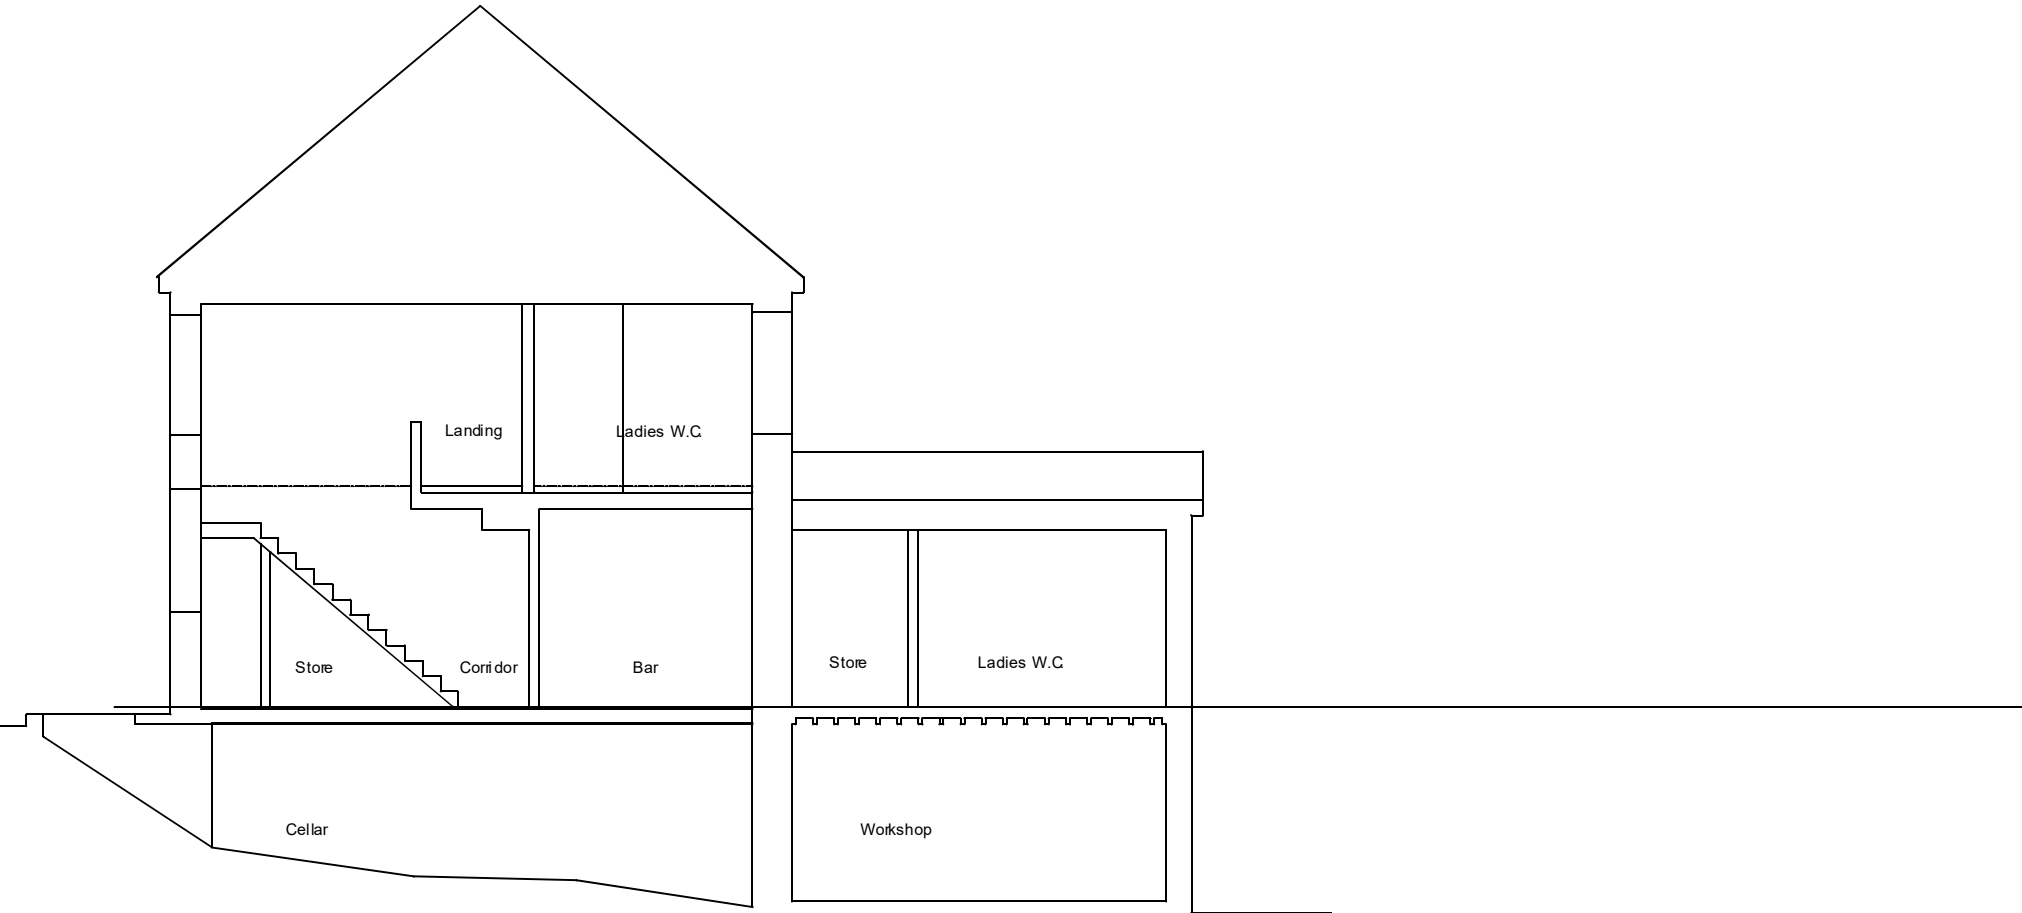 Landing
Ladies W.C.
Store
Corridor
Bar
Store
Ladies W.C.
Cellar
Workshop